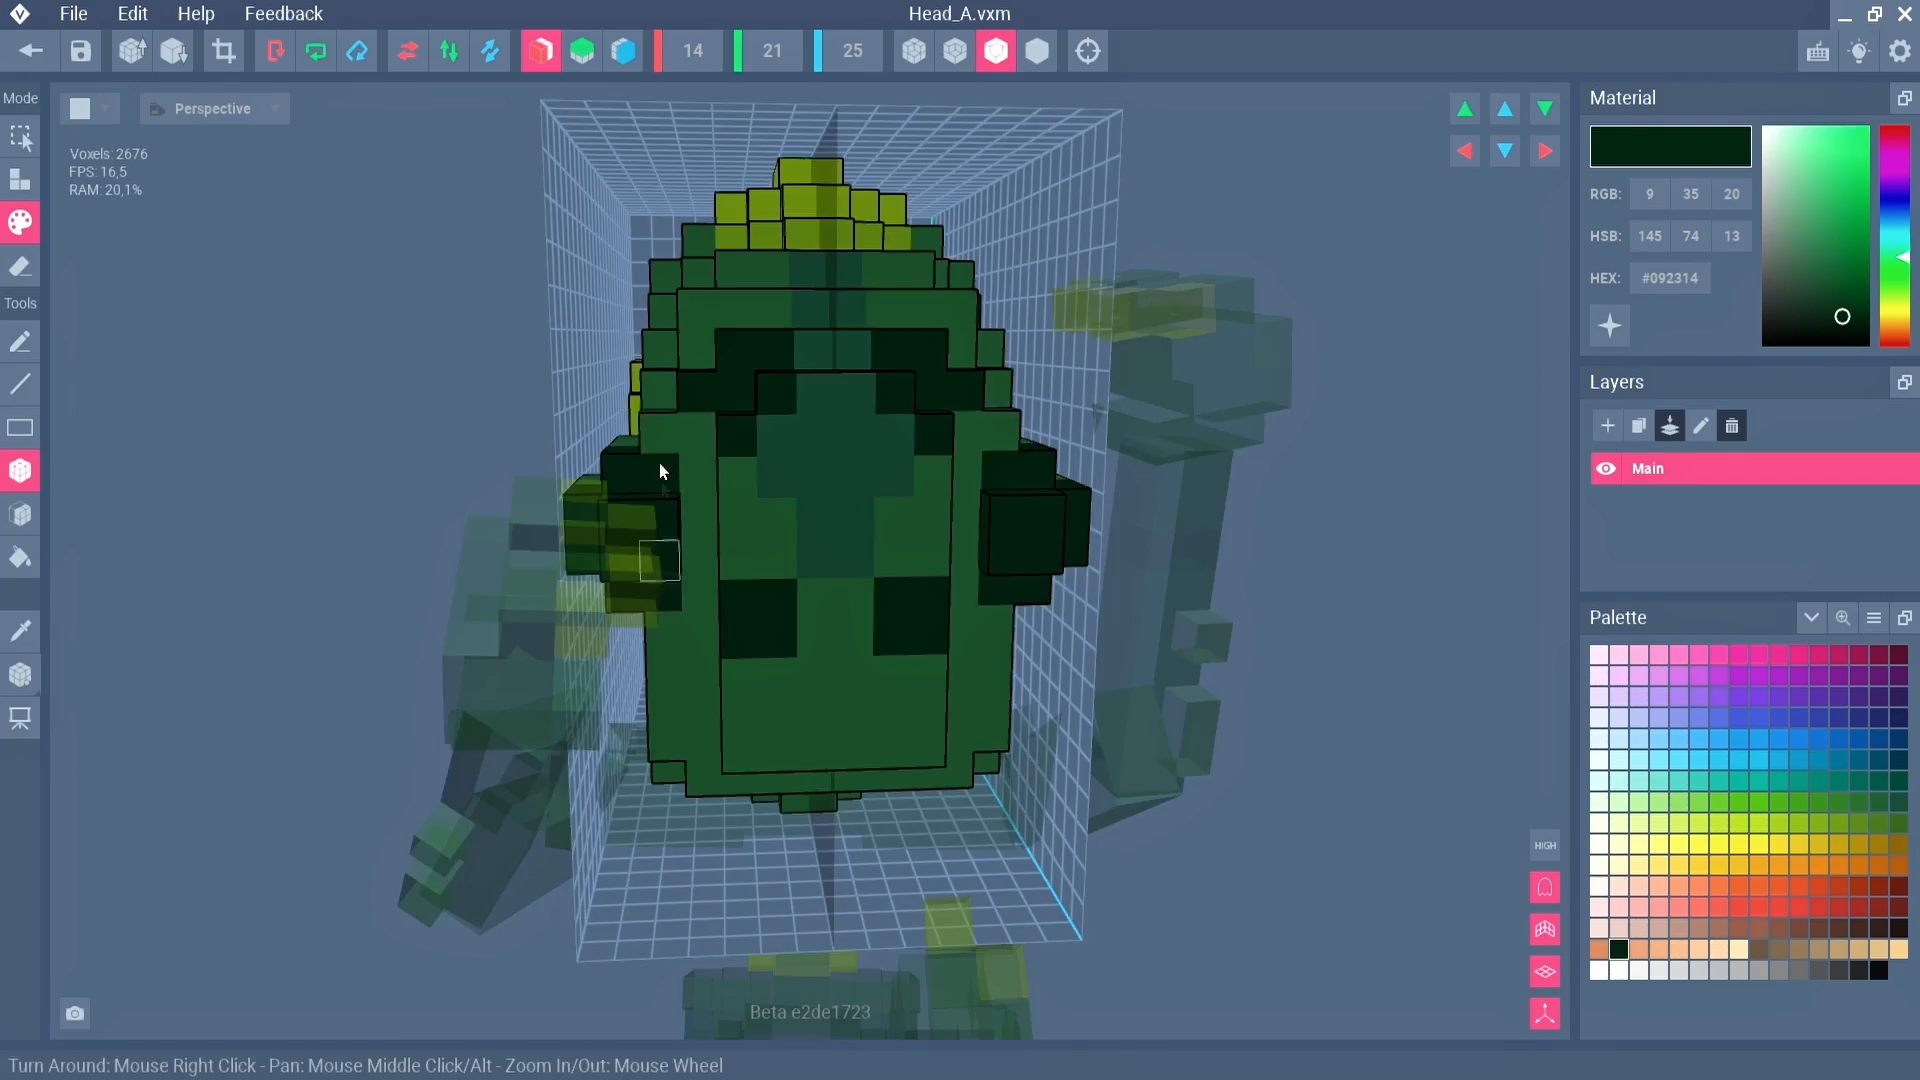 File Edit Help Feedback Head_A.vxm
14 21 25
Mode
Perspective
Voxels: 2676
FPS: 16,5
RAM: 20,1%
Tools
Material
RGB: 9 35 20
HSB: 145 74 13
HEX: #092314
Layers
Main
Palette
HIGH
Beta e2de1723
Turn Around: Mouse Right Click - Pan: Mouse Middle Click/Alt - Zoom In/Out: Mouse Wheel